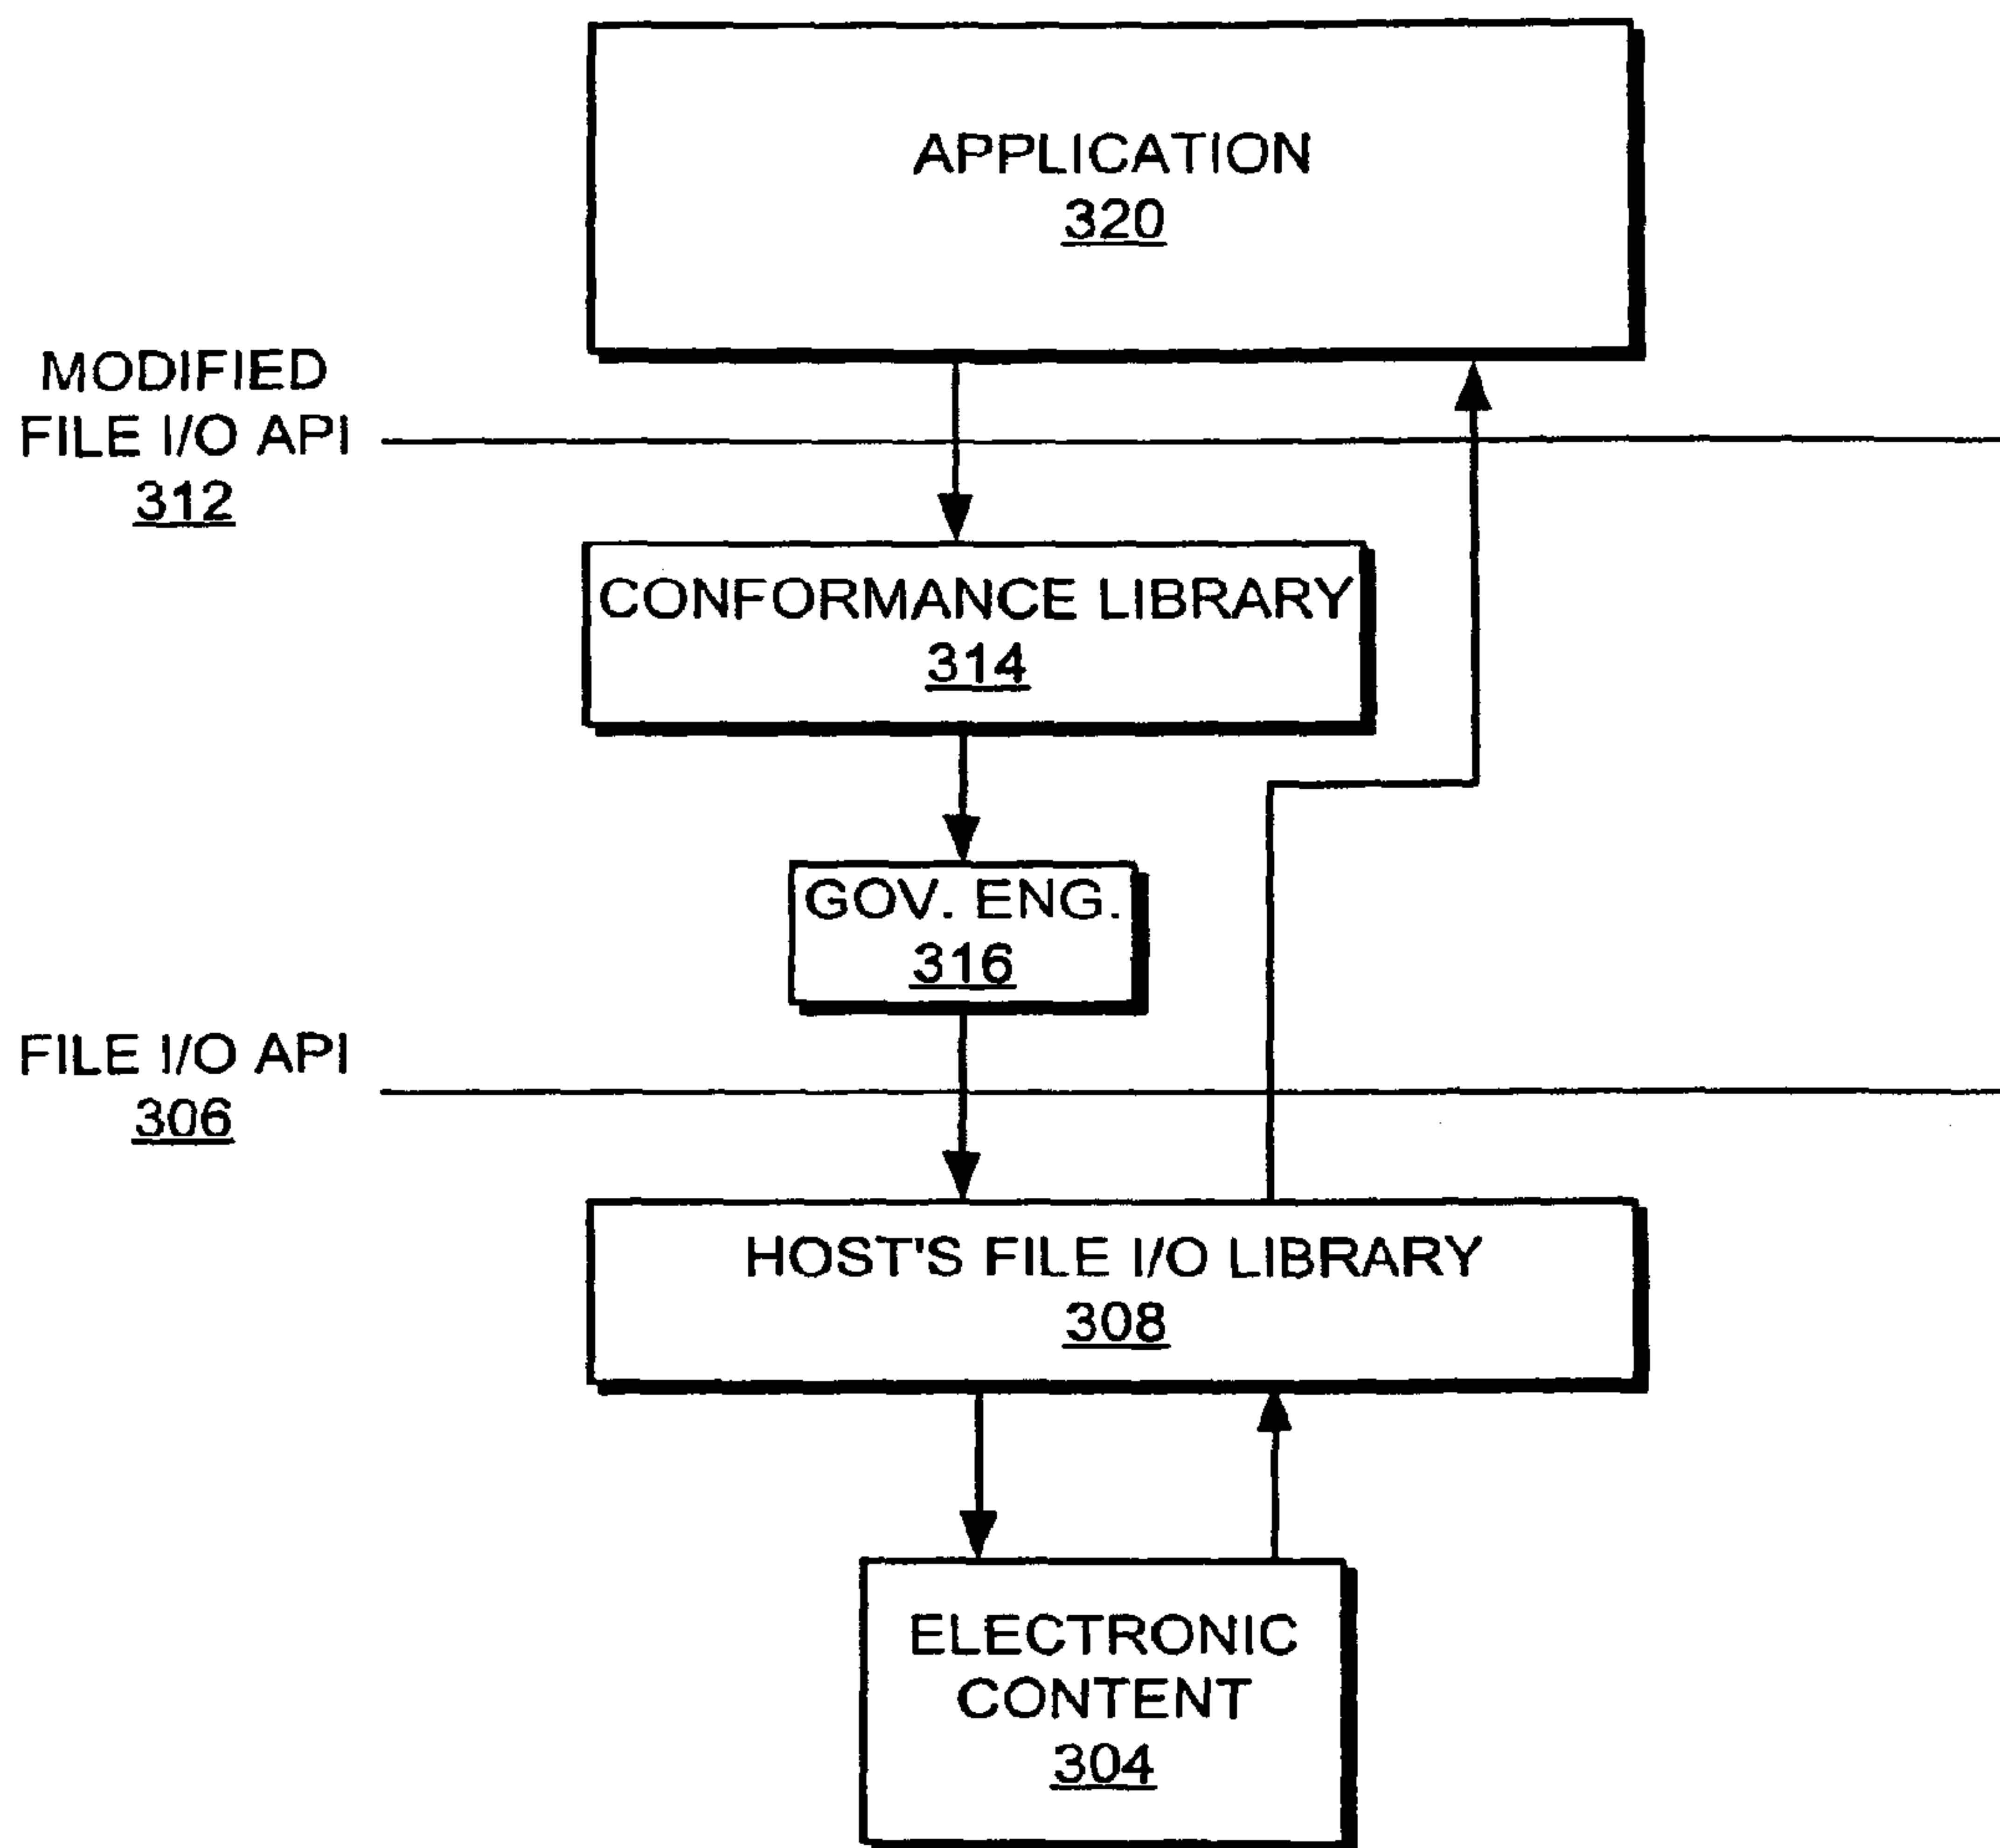 APPLICATION
320
MODIFIED
FILE I/O API
312
CONFORMANCE LIBRARY
314
GOV. ENG.
316
FILE I/O API
306
HOST'S FILE I/O LIBRARY
308
ELECTRONIC
CONTENT
304